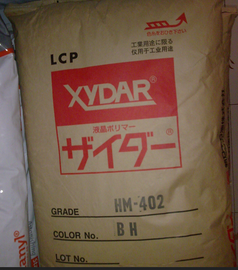 LCP
工業用途に限る
仅用于工业用途
XYDAR®
液晶ポリマー
ザイダー®
GRADE HM-402
COLOR No. BH
LOT No.
anyl